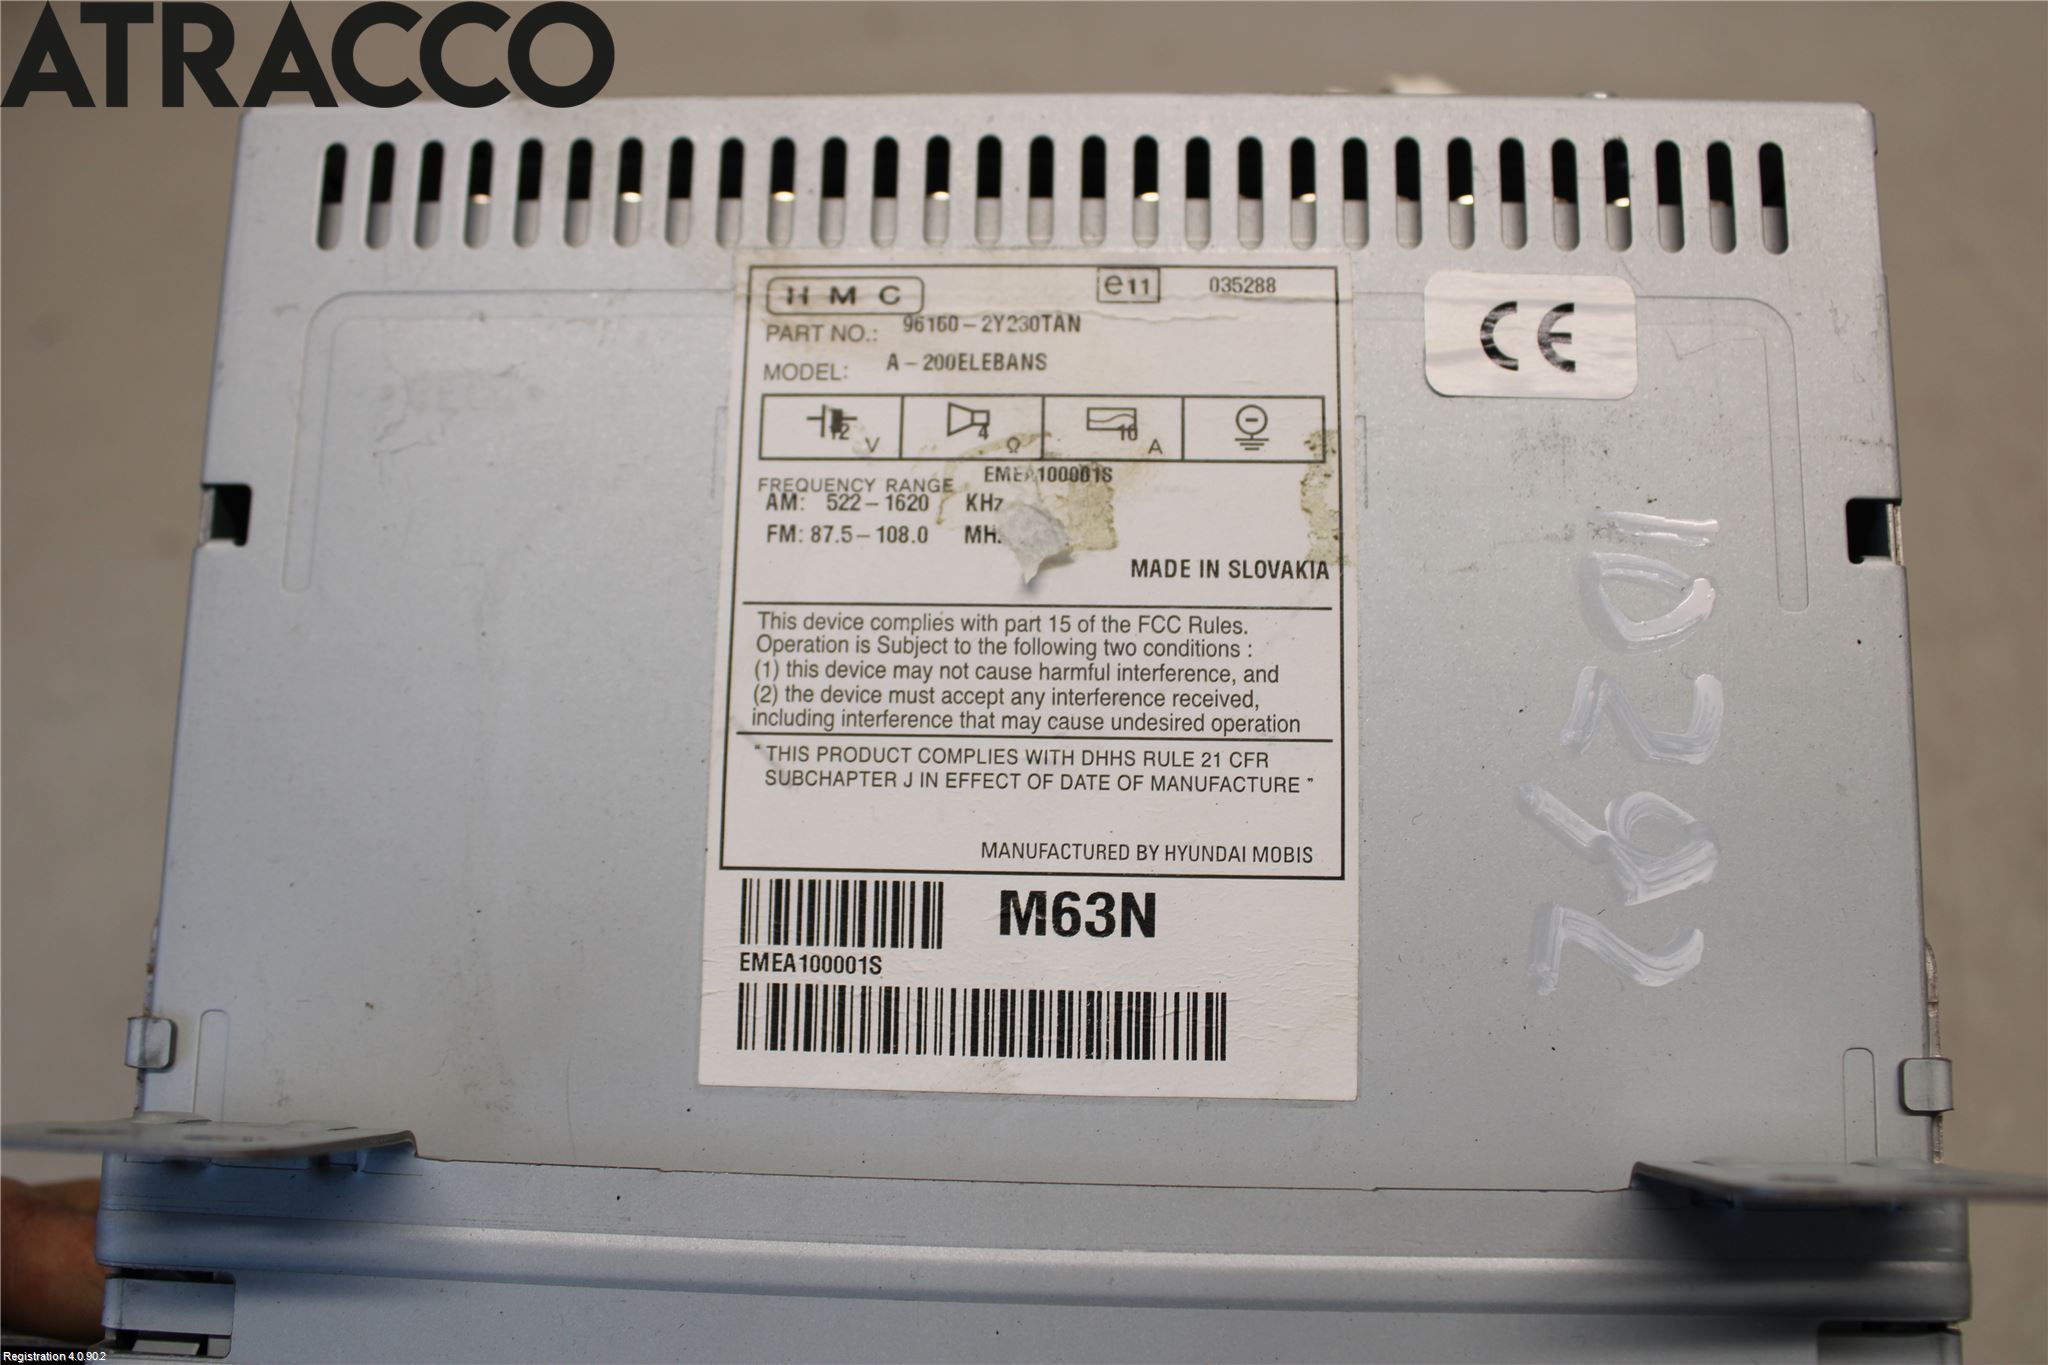 ATRACCO
HMC
e11
035288
PART NO.: 96160-2Y230TAN
MODEL: A-200ELEBANS
12 V
4 Ω
10 A
EMEA100001S
FREQUENCY RANGE
AM: 522-1620 KHz
FM: 87.5-108.0 MH
MADE IN SLOVAKIA
This device complies with part 15 of the FCC Rules.
Operation is Subject to the following two conditions :
(1) this device may not cause harmful interference, and
(2) the device must accept any interference received,
including interference that may cause undesired operation
" THIS PRODUCT COMPLIES WITH DHHS RULE 21 CFR
SUBCHAPTER J IN EFFECT OF DATE OF MANUFACTURE "
MANUFACTURED BY HYUNDAI MOBIS
M63N
EMEA100001S
CE
Registration 4.0.90.2